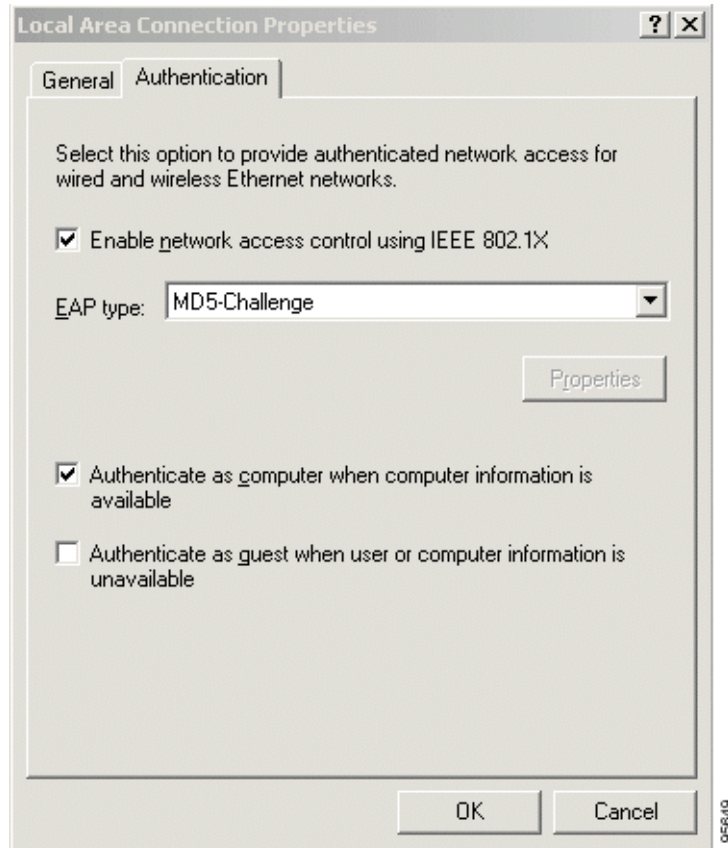 Local Area Connection Properties
? X
General Authentication
Select this option to provide authenticated network access for
wired and wireless Ethernet networks.
Enable network access control using IEEE 802.1X
EAP type: MD5-Challenge
Properties
Authenticate as computer when computer information is
available
Authenticate as guest when user or computer information is
unavailable
OK Cancel
95649